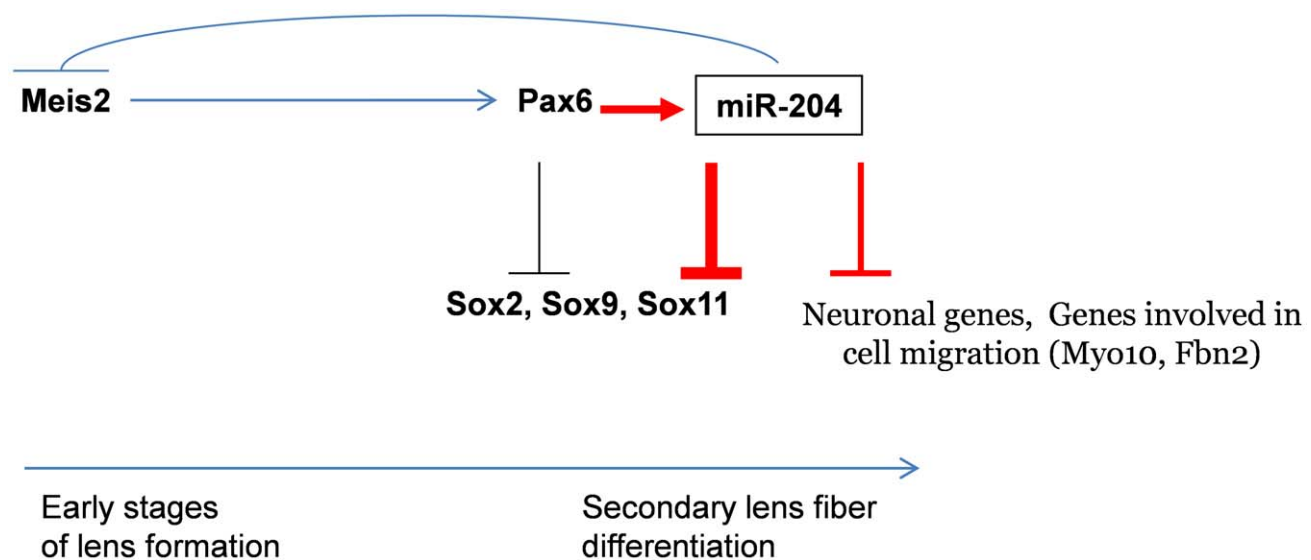 Meis2
Pax6
miR-204
Sox2, Sox9, Sox11
Neuronal genes, Genes involved in
cell migration (Myo10, Fbn2)
Early stages
of lens formation
Secondary lens fiber
differentiation